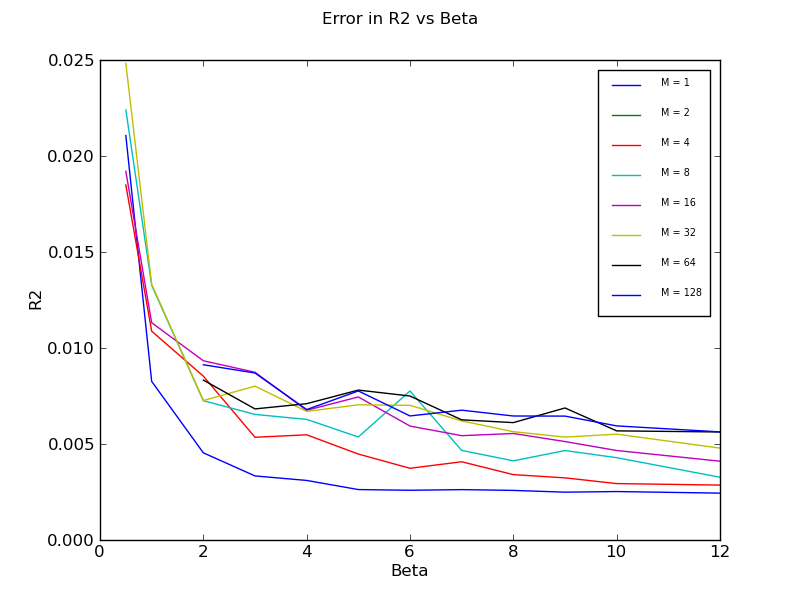 Error in R2 vs Beta
0.025
0.020
0.015
0.010
0.005
0.000
R2
0
2
4
6
8
10
12
Beta
M = 1
M = 2
M = 4
M = 8
M = 16
M = 32
M = 64
M = 128